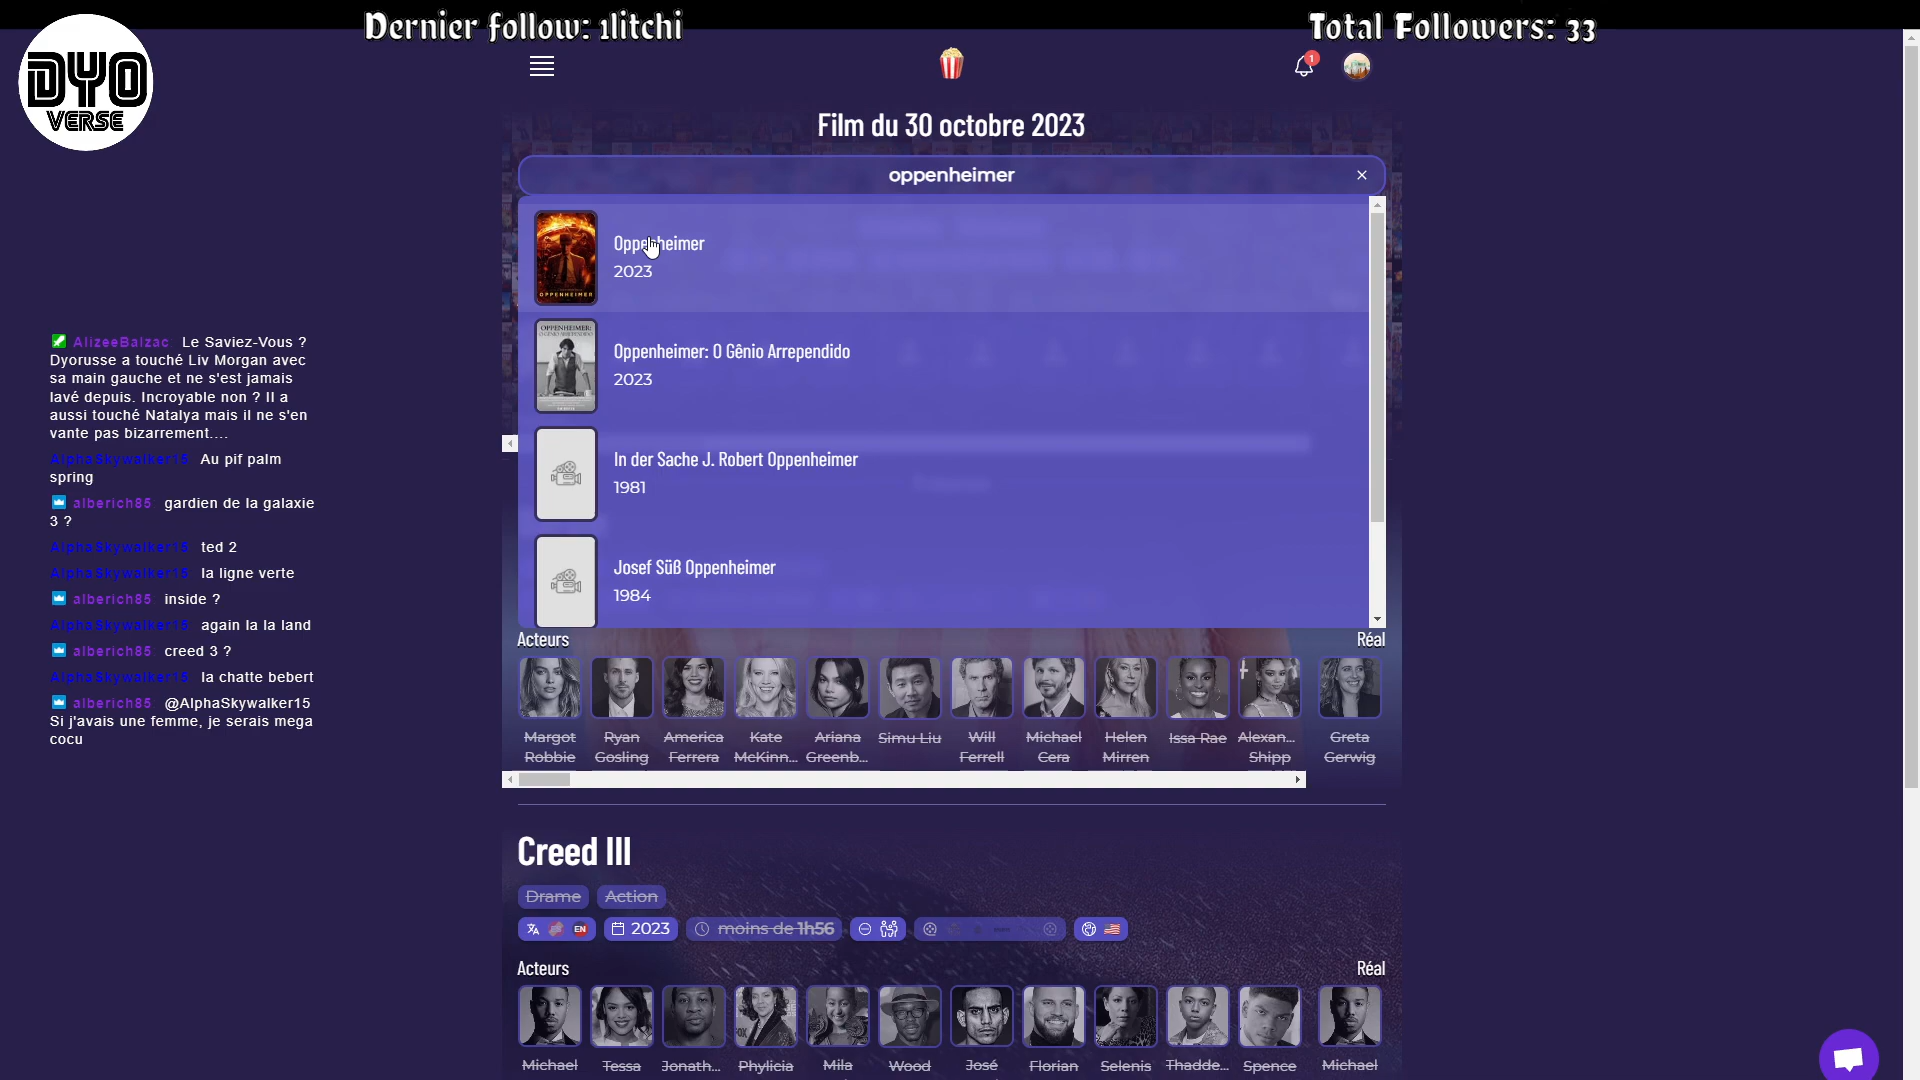 Dernier follow: 1litchi
Total Followers: 33
DYO
VERSE
1
Film du 30 octobre 2023
oppenheimer
Oppenheimer
2023
OPPENHEIMER
Oppenheimer: O Gênio Arrependido
2023
OPPENHEIMER:
O GÊNIO ARREPENDIDO
In der Sache J. Robert Oppenheimer
1981
Josef Süß Oppenheimer
1984
AlizeeBalzac Le Saviez-Vous ?
Dyorusse a touché Liv Morgan avec
sa main gauche et ne s'est jamais
lavé depuis. Incroyable non ? Il a
aussi touché Natalya mais il ne s'en
vante pas bizarrement....
AlphaSkywalker15 Au pif palm
spring
alberich85 gardien de la galaxie
3 ?
AlphaSkywalker15 ted 2
AlphaSkywalker15 la ligne verte
alberich85 inside ?
AlphaSkywalker15 again la la land
alberich85 creed 3 ?
AlphaSkywalker15 la chatte bebert
alberich85 @AlphaSkywalker15
Si j'avais une femme, je serais mega
cocu
Acteurs
Réal
Margot
Robbie
Ryan
Gosling
America
Ferrera
Kate
McKinn...
Ariana
Greenb...
Simu Liu
Will
Ferrell
Michael
Cera
Helen
Mirren
Issa Rae
Alexan...
Shipp
Greta
Gerwig
Creed III
Drame
Action
EN
2023
moins de 1h56
Acteurs
Réal
Michael
Tessa
Jonath...
Phylicia
Mila
Wood
José
Florian
Selenis
Thadde...
Spence
Michael